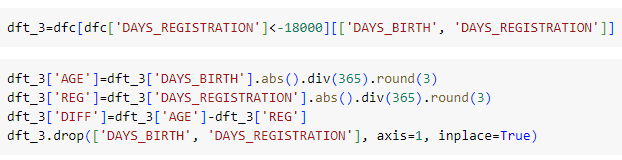 dft_3=dfc[dfc['DAYS_REGISTRATION']<-18000][['DAYS_BIRTH', 'DAYS_REGISTRATION']]
dft_3['AGE']=dft_3['DAYS_BIRTH'].abs().div(365).round(3)
dft_3['REG']=dft_3['DAYS_REGISTRATION'].abs().div(365).round(3)
dft_3['DIFF']=dft_3['AGE']-dft_3['REG']
dft_3.drop(['DAYS_BIRTH', 'DAYS_REGISTRATION'], axis=1, inplace=True)